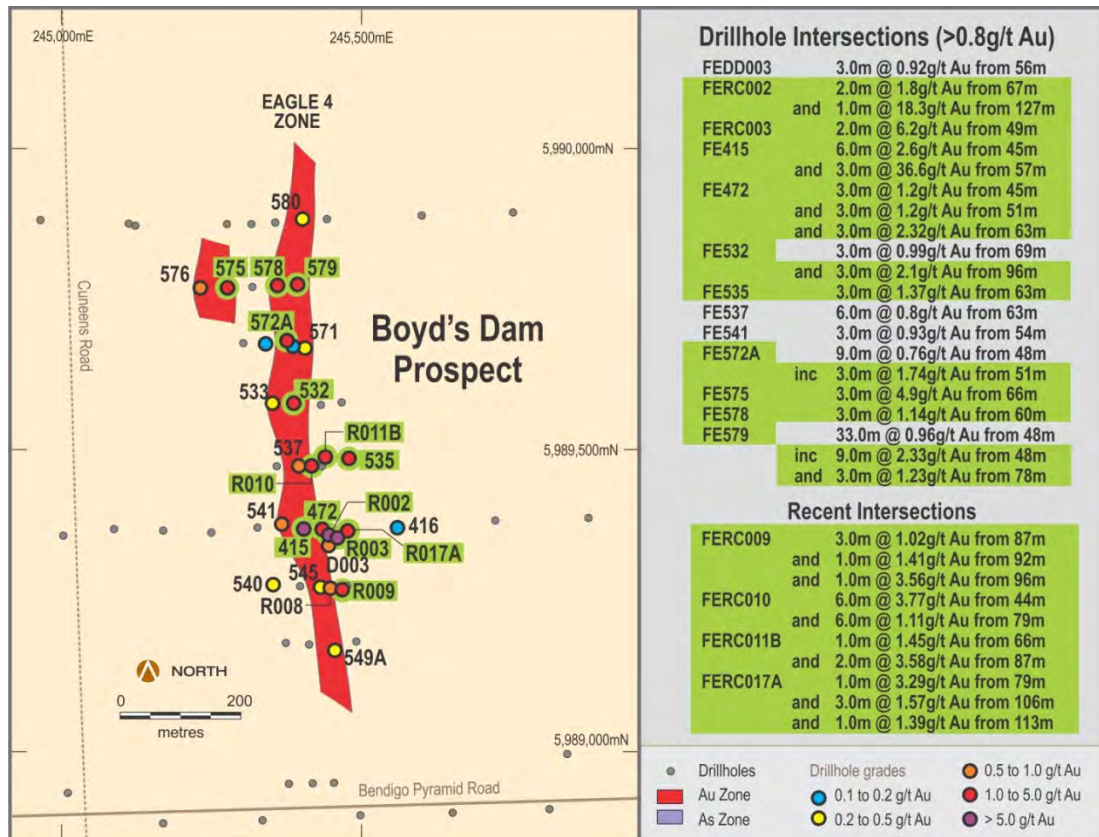 245,000mE
245,500mE
EAGLE 4
ZONE
5,990,000mN
580
576
575
578
579
572A
571
Cuneens Road
Boyd's Dam
Prospect
533
532
R011B
537
535
5,989,500mN
R010
R002
541
472
416
415
R003
R017A
D003
540
545
R009
R008
549A
NORTH
0
200
metres
5,989,000mN
Bendigo Pyramid Road
Drillhole Intersections (>0.8g/t Au)
FEDD003 3.0m @ 0.92g/t Au from 56m
FERC002 2.0m @ 1.8g/t Au from 67m
and 1.0m @ 18.3g/t Au from 127m
FERC003 2.0m @ 6.2g/t Au from 49m
FE415 6.0m @ 2.6g/t Au from 45m
and 3.0m @ 36.6g/t Au from 57m
FE472 3.0m @ 1.2g/t Au from 45m
and 3.0m @ 1.2g/t Au from 51m
and 3.0m @ 2.32g/t Au from 63m
FE532 3.0m @ 0.99g/t Au from 69m
and 3.0m @ 2.1g/t Au from 96m
FE535 3.0m @ 1.37g/t Au from 63m
FE537 6.0m @ 0.8g/t Au from 63m
FE541 3.0m @ 0.93g/t Au from 54m
FE572A 9.0m @ 0.76g/t Au from 48m
inc 3.0m @ 1.74g/t Au from 51m
FE575 3.0m @ 4.9g/t Au from 66m
FE578 3.0m @ 1.14g/t Au from 60m
FE579 33.0m @ 0.96g/t Au from 48m
inc 9.0m @ 2.33g/t Au from 48m
and 3.0m @ 1.23g/t Au from 78m
Recent Intersections
FERC009 3.0m @ 1.02g/t Au from 87m
and 1.0m @ 1.41g/t Au from 92m
and 1.0m @ 3.56g/t Au from 96m
FERC010 6.0m @ 3.77g/t Au from 44m
and 6.0m @ 1.11g/t Au from 79m
FERC011B 1.0m @ 1.45g/t Au from 66m
and 2.0m @ 3.58g/t Au from 87m
FERC017A 1.0m @ 3.29g/t Au from 79m
and 3.0m @ 1.57g/t Au from 106m
and 1.0m @ 1.39g/t Au from 113m
Drillholes
Au Zone
As Zone
Drillhole grades
0.1 to 0.2 g/t Au
0.2 to 0.5 g/t Au
0.5 to 1.0 g/t Au
1.0 to 5.0 g/t Au
> 5.0 g/t Au